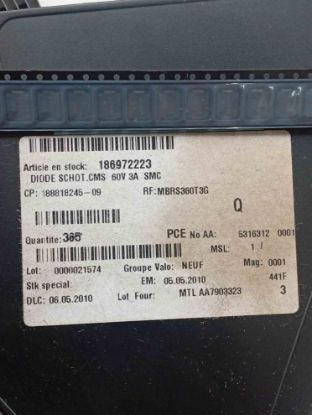 Article en stock: 186972223
DIODE SCHOT.CMS 60V 3A SMC
CP: 188818245-09 RF: MBRS360T3G
Q
Quantite: 365 PCE No AA: 5316312 0001
MSL: 1 /
Lot: 0000021574 Groupe Valo: NEUF Mag: 0001
Stk special: EM: 05.05.2010 441F
DLC: 06.05.2010 Lot Four: MTL AA7903323 3